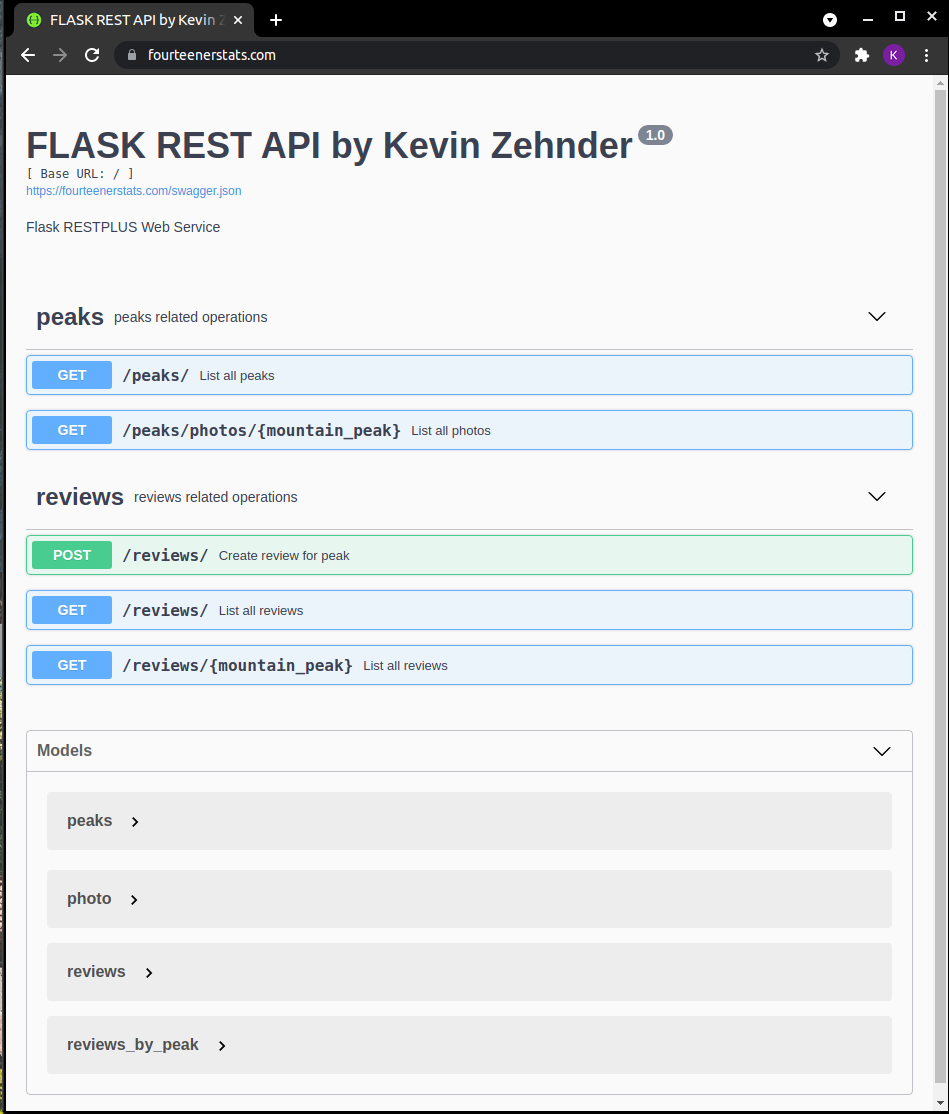 FLASK REST API by Kevin Z
fourteenerstats.com
K
FLASK REST API by Kevin Zehnder 1.0
[ Base URL: / ]
https://fourteenerstats.com/swagger.json
Flask RESTPLUS Web Service
peaks peaks related operations
GET /peaks/ List all peaks
GET /peaks/photos/{mountain_peak} List all photos
reviews reviews related operations
POST /reviews/ Create review for peak
GET /reviews/ List all reviews
GET /reviews/{mountain_peak} List all reviews
Models
peaks
photo
reviews
reviews_by_peak